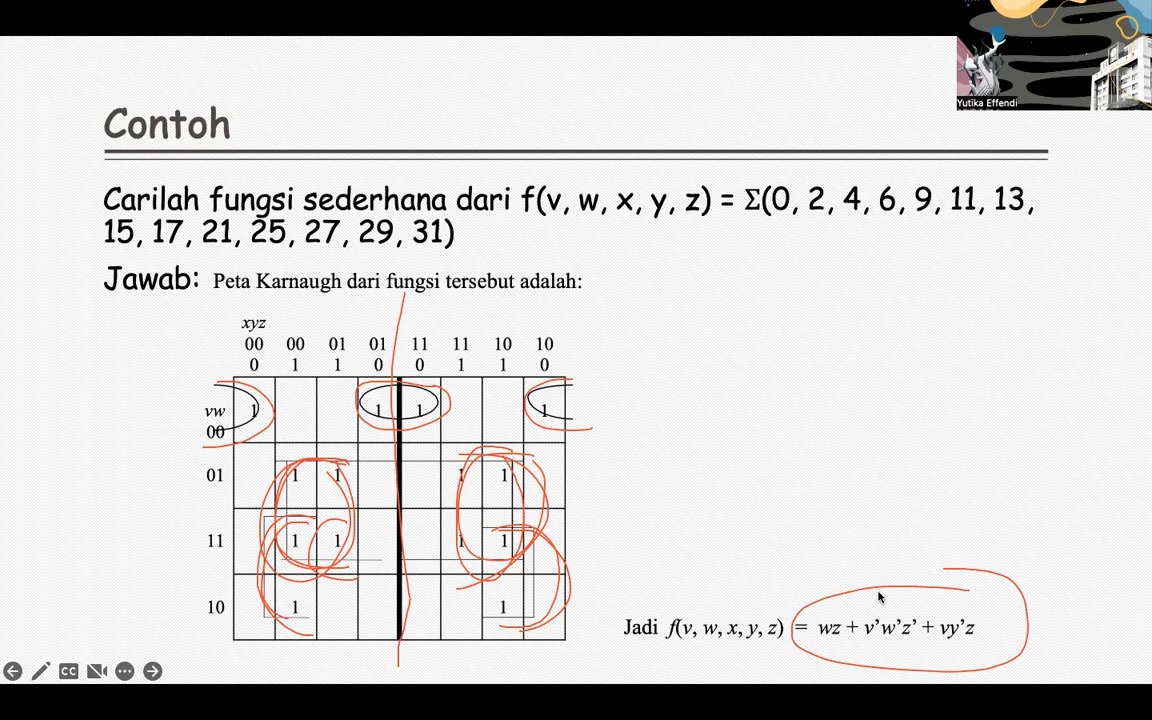 Yutika Effendi
Contoh
Carilah fungsi sederhana dari f(v, w, x, y, z) = Σ(0, 2, 4, 6, 9, 11, 13,
15, 17, 21, 25, 27, 29, 31)
Jawab: Peta Karnaugh dari fungsi tersebut adalah:
xyz
00 00 01 01 11 11 10 10
0 1 1 0 0 1 1 0
vw 1 1 1 1
00
01 1 1 1 1
11 1 1 1 1
10 1 1
Jadi f(v, w, x, y, z) = wz + v’w’z’ + vy’z
CC